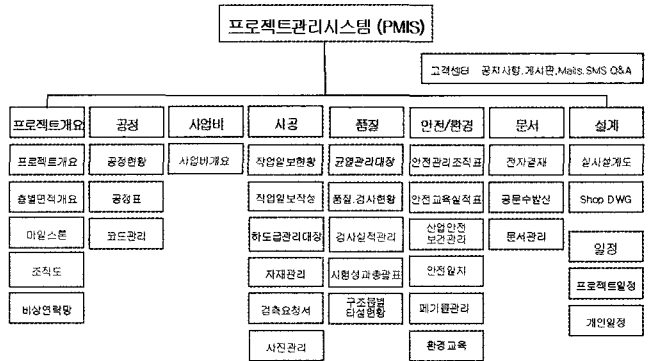 프로젝트관리시스템 (PMIS)
고객센터 공지사항,게시판,Mails,SMS Q&A
프로젝트개요 공정 사업비 시공 품질 안전/환경 문서 설계
프로젝트개요 공정현황 사업비개요 작업일보현황 균열관리대장 안전관리조직표 전자결재 실시설계도
층별면적개요 공정표 작업일보작성 품질.검사현황 안전교육실적표 공문수발신 Shop DWG
마일스톤 코드관리 하도급관리대장 검사실적관리 산업안전
보건관리 문서관리 일정
조직도 자재관리 시험성과총괄표 안전일지 프로젝트일정
비상연락망 검측요청서 구조물별
타설현황 폐기물관리 개인일정
사진관리 환경교육